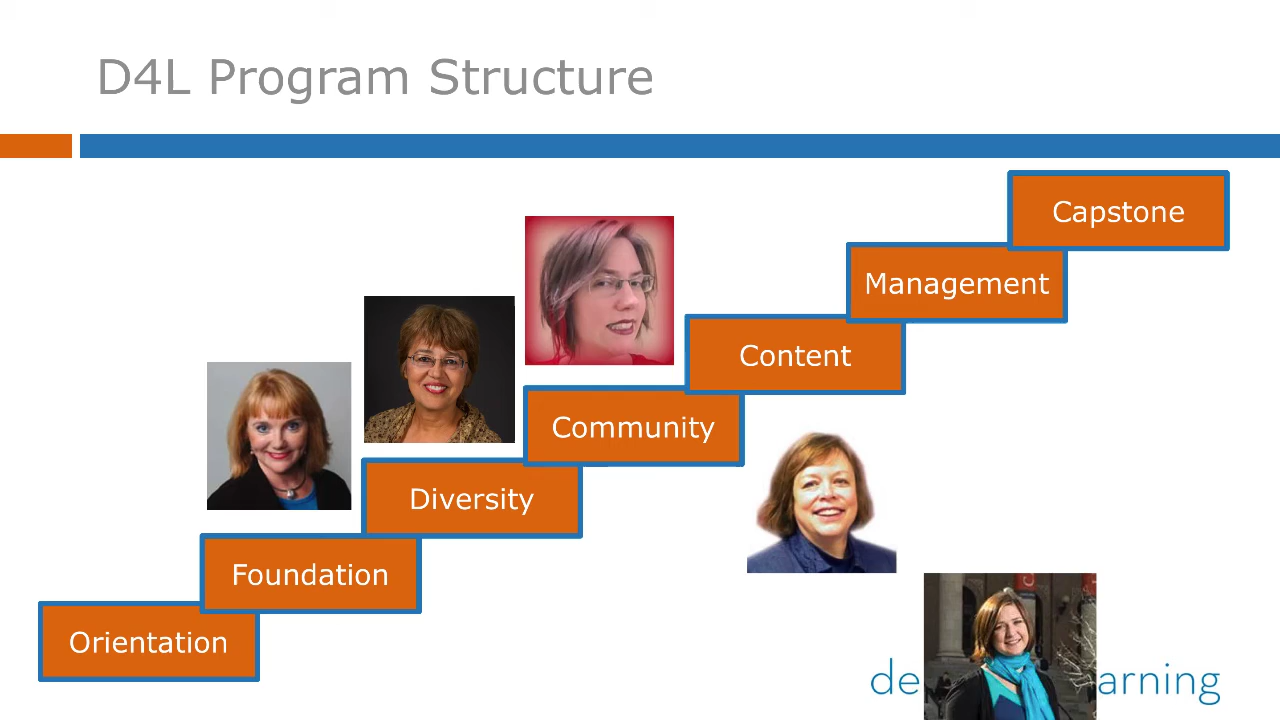 D4L Program Structure
Capstone
Management
Content
Community
Diversity
Foundation
Orientation
de arning